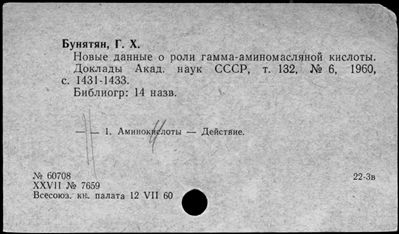 Бунятян, Г. Х.
Новые данные о роли гамма-аминомасляной кислоты.
Доклады Акад. наук СССР, т. 132, № 6, 1960,
с. 1431-1433.
Библиогр: 14 назв.
— 1. Аминокислоты — Действие.
№ 60708
22-3в
XXVII № 7659
Всесоюз. кн. палата 12 VII 60